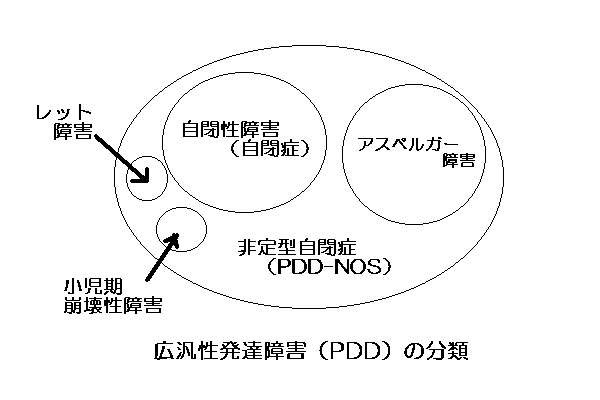 レット
障害
自閉性障害
（自閉症）
アスペルガー
障害
非定型自閉症
（PDD-NOS）
小児期
崩壊性障害
広汎性発達障害（PDD）の分類